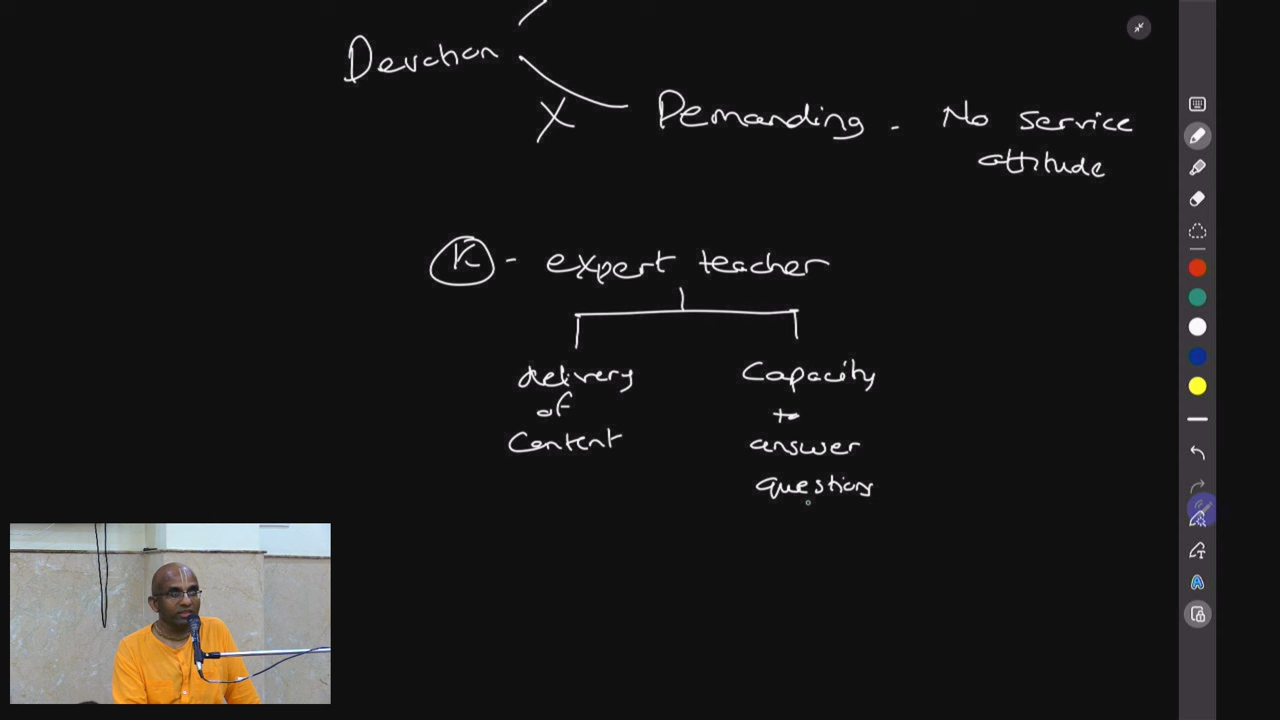 Devotion
X Demanding - No service
attitude
K - expert teacher
delivery
of
Content
Capacity
to
answer
questions